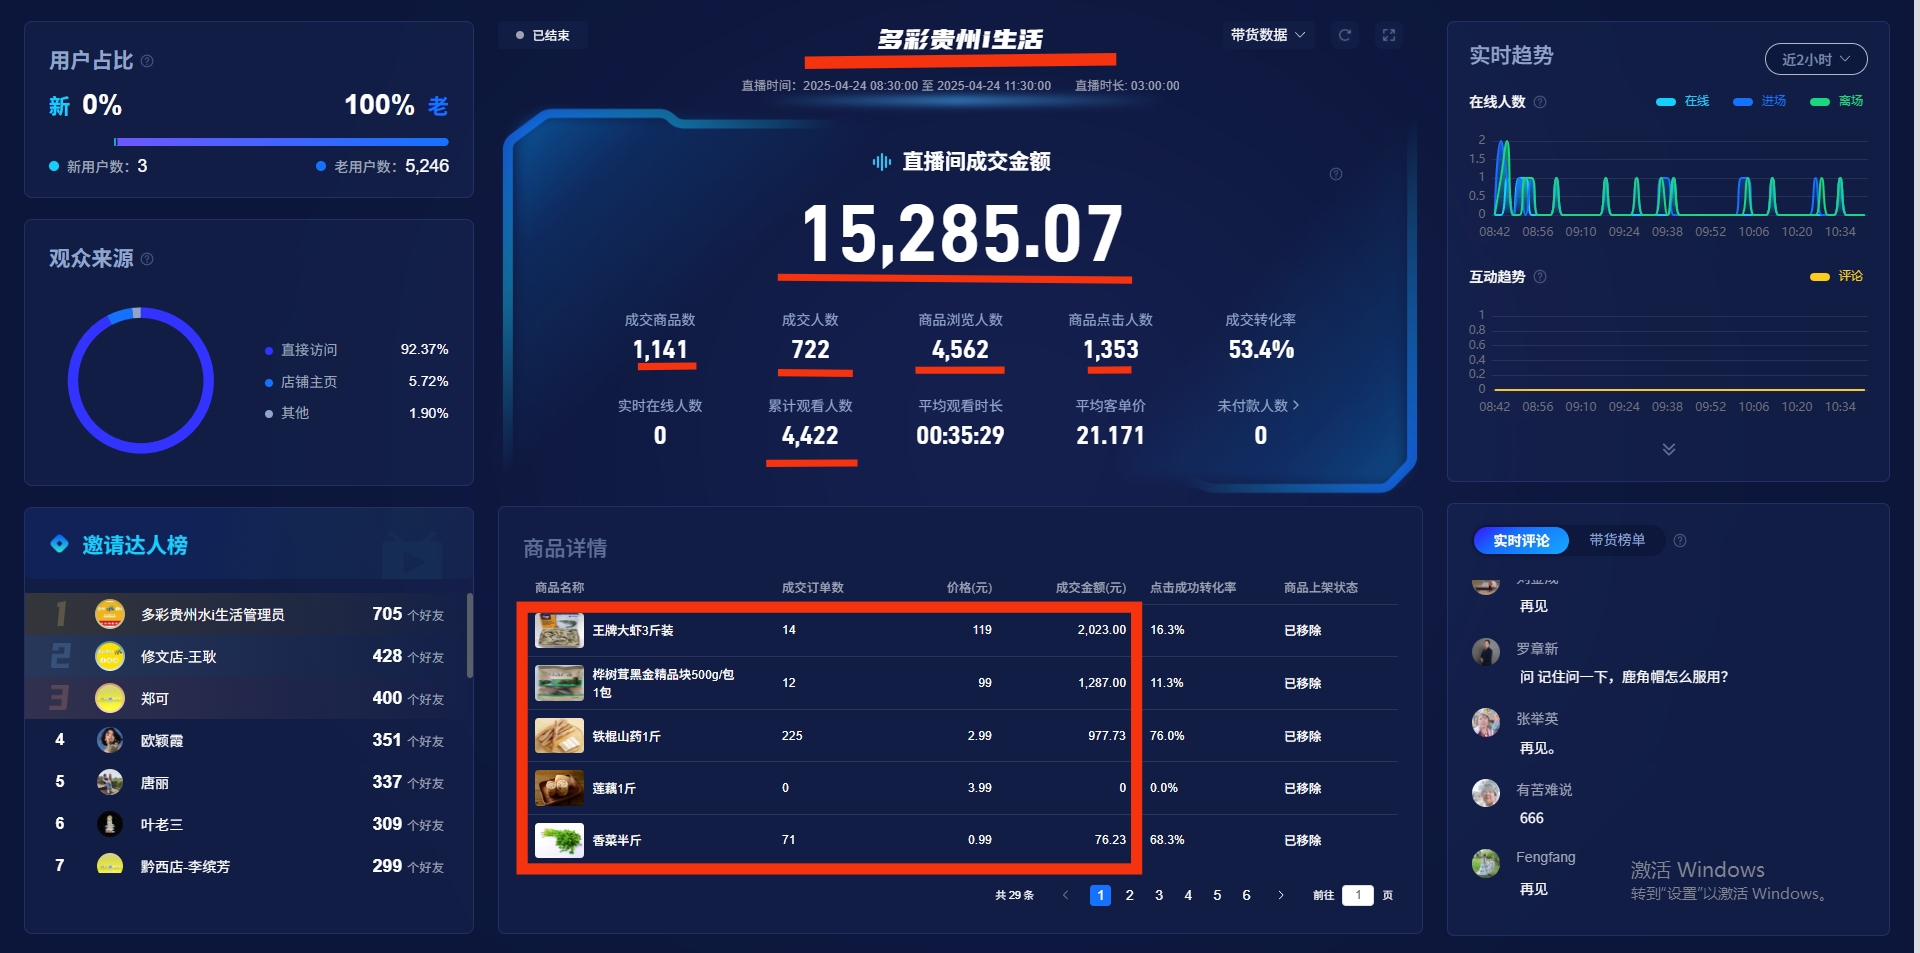 用户占比
新 0% 100% 老
新用户数: 3 老用户数: 5,246
观众来源
直接访问 92.37%
店铺主页 5.72%
其他 1.90%
邀请达人榜
1 多彩贵州水i生活管理员 705 个好友
2 修文店-王耿 428 个好友
3 郑可 400 个好友
4 欧颖霞 351 个好友
5 唐丽 337 个好友
6 叶老三 309 个好友
7 黔西店-李缤芳 299 个好友
已结束
多彩贵州i生活
带货数据
直播时间: 2025-04-24 08:30:00 至 2025-04-24 11:30:00 直播时长: 03:00:00
直播间成交金额
15,285.07
成交商品数 成交人数 商品浏览人数 商品点击人数 成交转化率
1,141 722 4,562 1,353 53.4%
实时在线人数 累计观看人数 平均观看时长 平均客单价 未付款人数
0 4,422 00:35:29 21.171 0
商品详情
商品名称 成交订单数 价格(元) 成交金额(元) 点击成功转化率 商品上架状态
王牌大虾3斤装 14 119 2,023.00 16.3% 已移除
桦树茸黑金精品块500g/包
1包 12 99 1,287.00 11.3% 已移除
铁棍山药1斤 225 2.99 977.73 76.0% 已移除
莲藕1斤 0 3.99 0 0.0% 已移除
香菜半斤 71 0.99 76.23 68.3% 已移除
共 29 条 1 2 3 4 5 6 前往 1 页
实时趋势
近2小时
在线人数 在线 进场 离场
2
1.5
1
0.5
0
08:42 08:56 09:10 09:24 09:38 09:52 10:06 10:20 10:34
互动趋势 评论
1
0.8
0.6
0.4
0.2
0
08:42 08:56 09:10 09:24 09:38 09:52 10:06 10:20 10:34
实时评论 带货榜单
再见
罗章新
问 记住问一下，鹿角帽怎么服用?
张举英
再见。
有苦难说
666
Fengfang
再见
激活 Windows
转到“设置”以激活 Windows。